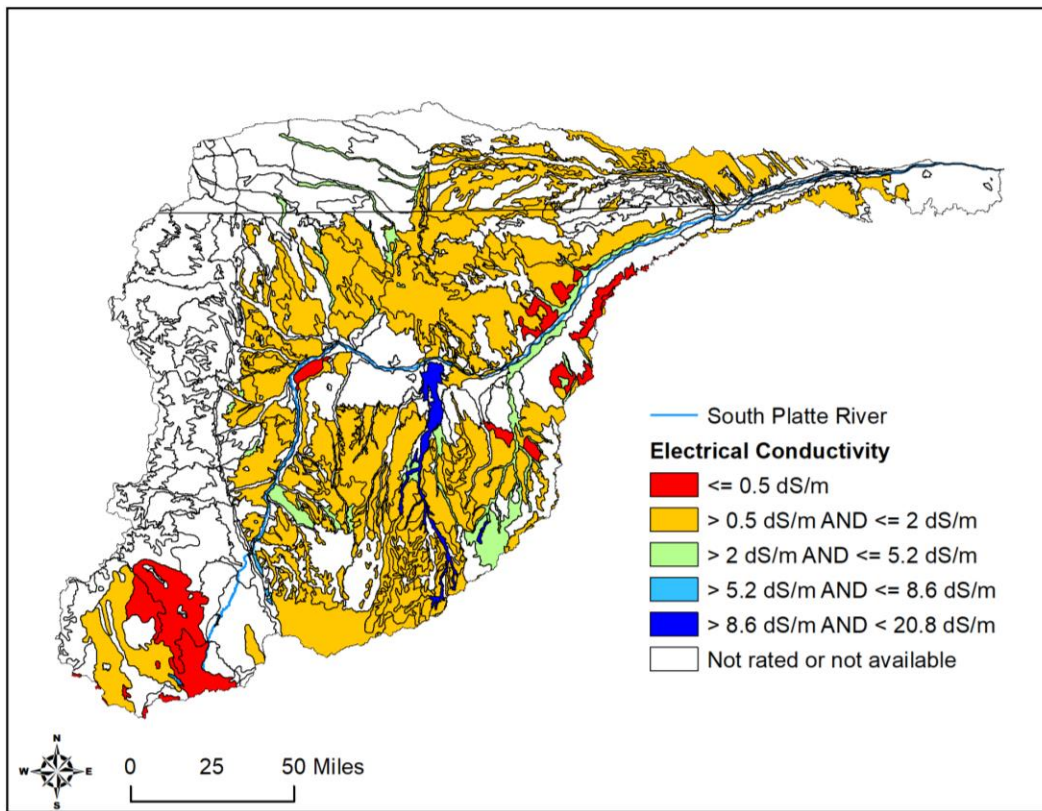 South Platte River
Electrical Conductivity
<= 0.5 dS/m
> 0.5 dS/m AND <= 2 dS/m
> 2 dS/m AND <= 5.2 dS/m
> 5.2 dS/m AND <= 8.6 dS/m
> 8.6 dS/m AND < 20.8 dS/m
Not rated or not available
N
W E
S
0 25 50 Miles